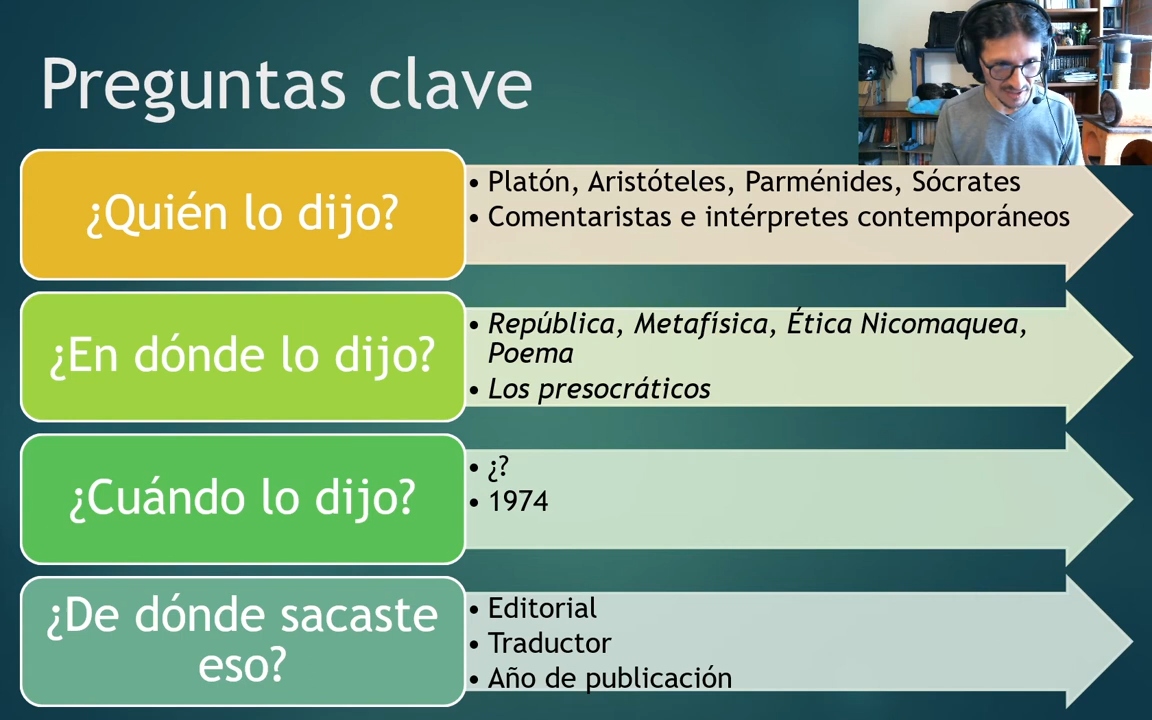 Preguntas clave
¿Quién lo dijo?
• Platón, Aristóteles, Parménides, Sócrates
• Comentaristas e intérpretes contemporáneos
¿En dónde lo dijo?
• República, Metafísica, Ética Nicomaquea,
Poema
• Los presocráticos
¿Cuándo lo dijo?
• ¿?
• 1974
¿De dónde sacaste
eso?
• Editorial
• Traductor
• Año de publicación